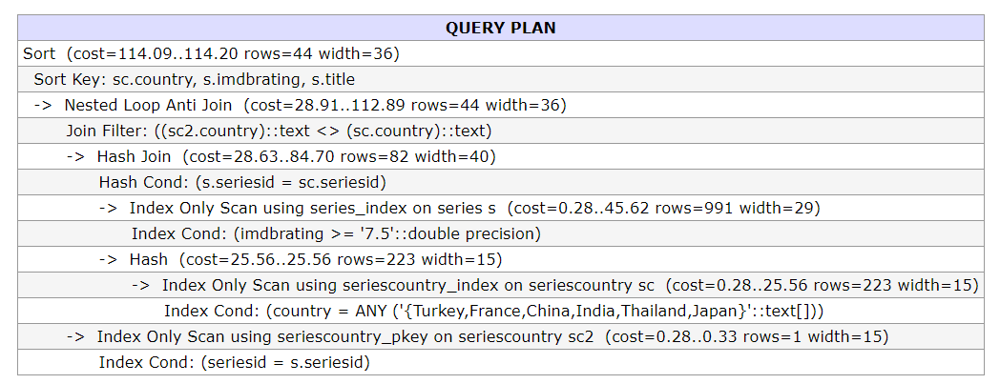 QUERY PLAN
Sort (cost=114.09..114.20 rows=44 width=36)
Sort Key: sc.country, s.imdbrating, s.title
-> Nested Loop Anti Join (cost=28.91..112.89 rows=44 width=36)
Join Filter: ((sc2.country)::text <> (sc.country)::text)
-> Hash Join (cost=28.63..84.70 rows=82 width=40)
Hash Cond: (s.seriesid = sc.seriesid)
-> Index Only Scan using series_index on series s (cost=0.28..45.62 rows=991 width=29)
Index Cond: (imdbrating >= '7.5'::double precision)
-> Hash (cost=25.56..25.56 rows=223 width=15)
-> Index Only Scan using seriescountry_index on seriescountry sc (cost=0.28..25.56 rows=223 width=15)
Index Cond: (country = ANY ('{Turkey,France,China,India,Thailand,Japan}'::text[]))
-> Index Only Scan using seriescountry_pkey on seriescountry sc2 (cost=0.28..0.33 rows=1 width=15)
Index Cond: (seriesid = s.seriesid)